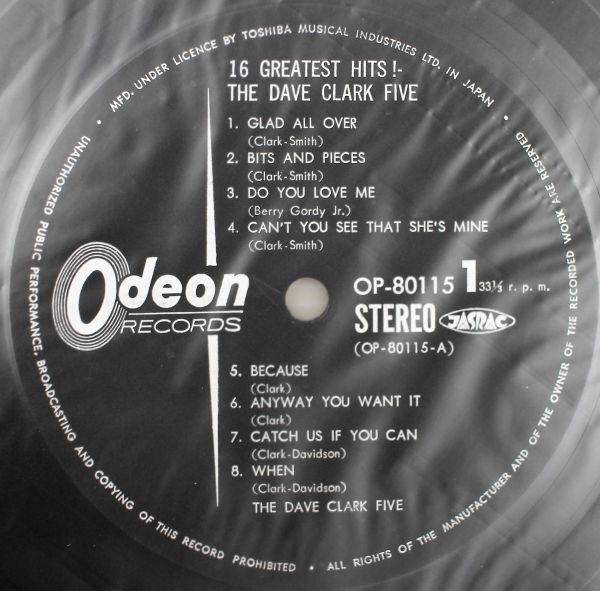 • MFD. UNDER LICENCE BY TOSHIBA MUSICAL INDUSTRIES LTD. IN JAPAN •
16 GREATEST HITS!-
THE DAVE CLARK FIVE
1. GLAD ALL OVER
(Clark-Smith)
2. BITS AND PIECES
(Clark-Smith)
3. DO YOU LOVE ME
(Berry Gordy Jr.)
4. CAN'T YOU SEE THAT SHE'S MINE
(Clark-Smith)
Odeon
RECORDS
OP-80115 1 33⅓ r. p. m.
STEREO JASRAC
(OP-80115-A)
5. BECAUSE
(Clark)
6. ANYWAY YOU WANT IT
(Clark)
7. CATCH US IF YOU CAN
(Clark-Davidson)
8. WHEN
(Clark-Davidson)
THE DAVE CLARK FIVE
UNAUTHORIZED PUBLIC PERFORMANCE, BROADCASTING AND COPYING OF THIS RECORD PROHIBITED •
ALL RIGHTS OF THE MANUFACTURER AND OF THE OWNER OF THE RECORDED WORK ARE RESERVED